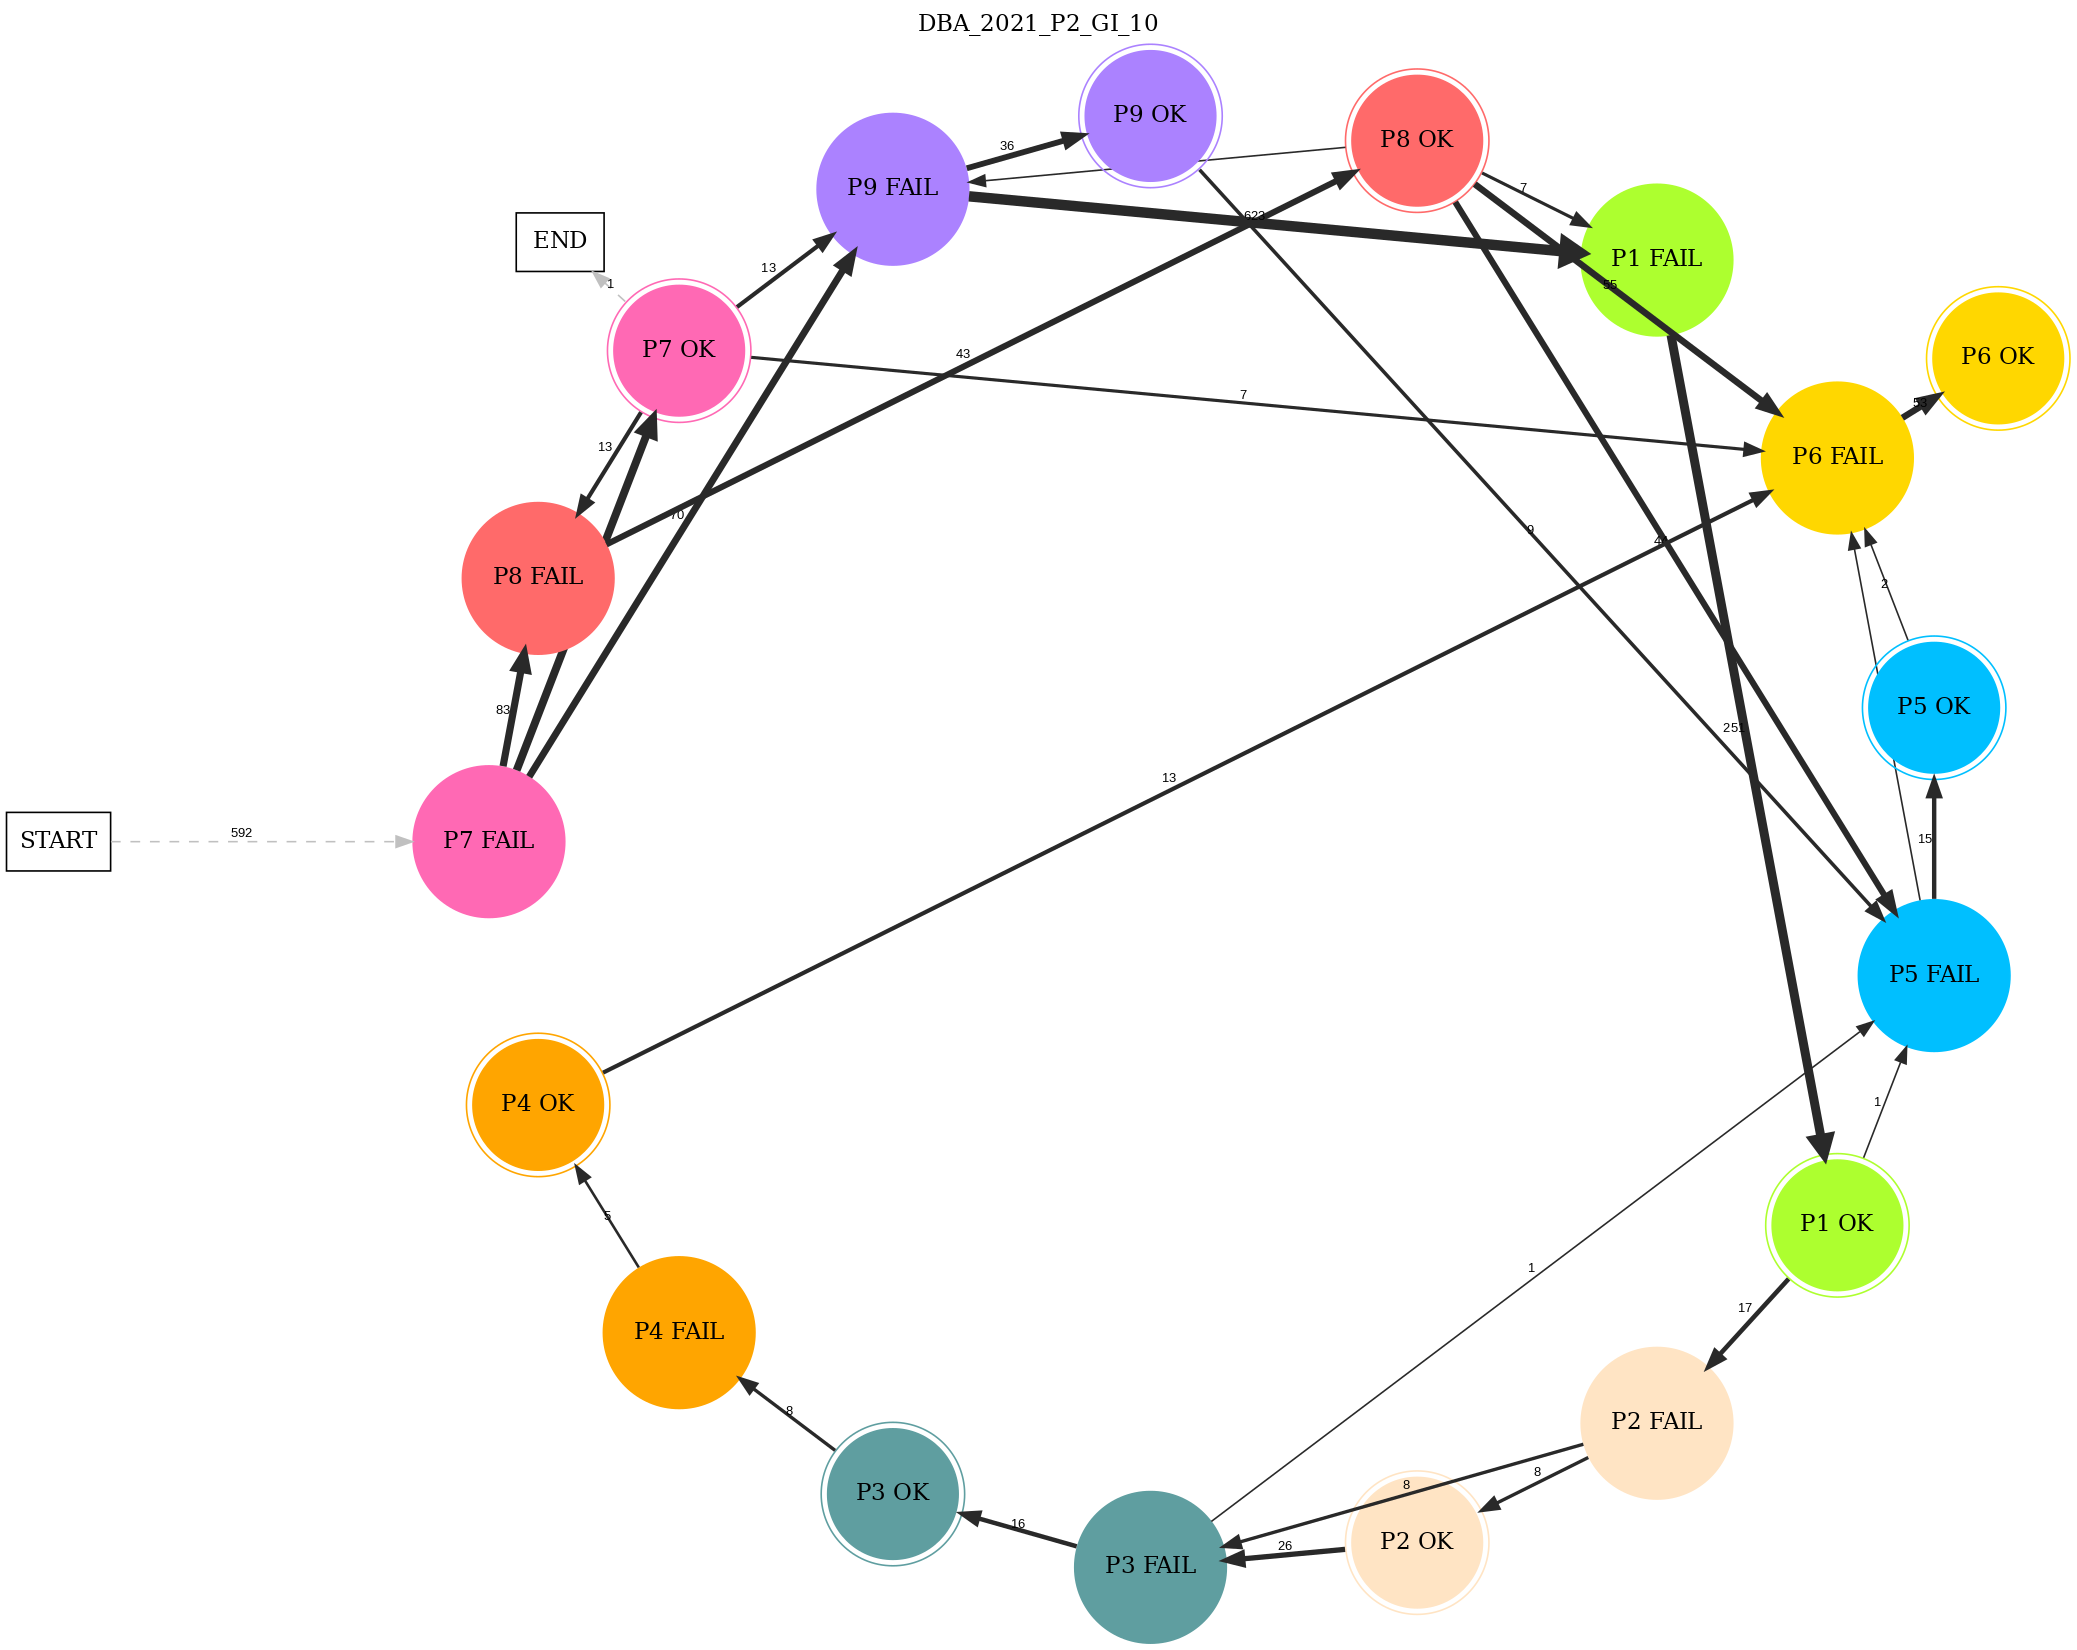 DBA_2021_P2_GI_10
P9 OK
P8 OK
36
P9 FAIL
7
623
END
P1 FAIL
13
1
55
P7 OK
P6 OK
43
7
53
13
P6 FAIL
70
9
P8 FAIL
2
83
P5 OK
251
13
592
START
P7 FAIL
15
P5 FAIL
P4 OK
1
5
P1 OK
1
17
P4 FAIL
8
P2 FAIL
8
8
P3 OK
16
26
P2 OK
P3 FAIL